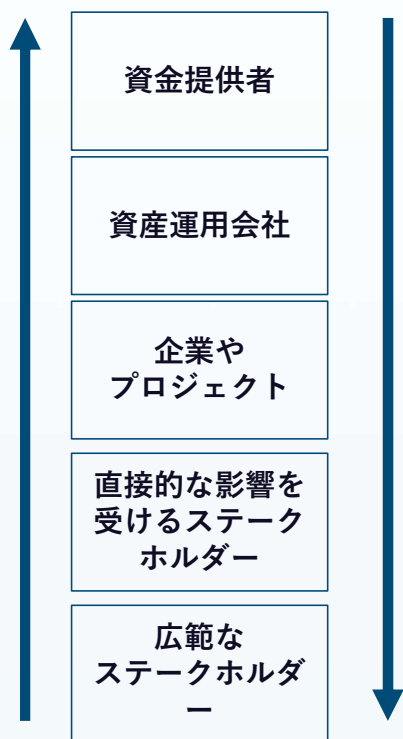 資金提供者
資産運用会社
企業や
プロジェクト
直接的な影響を
受けるステーク
ホルダー
広範な
ステークホルダ
ー